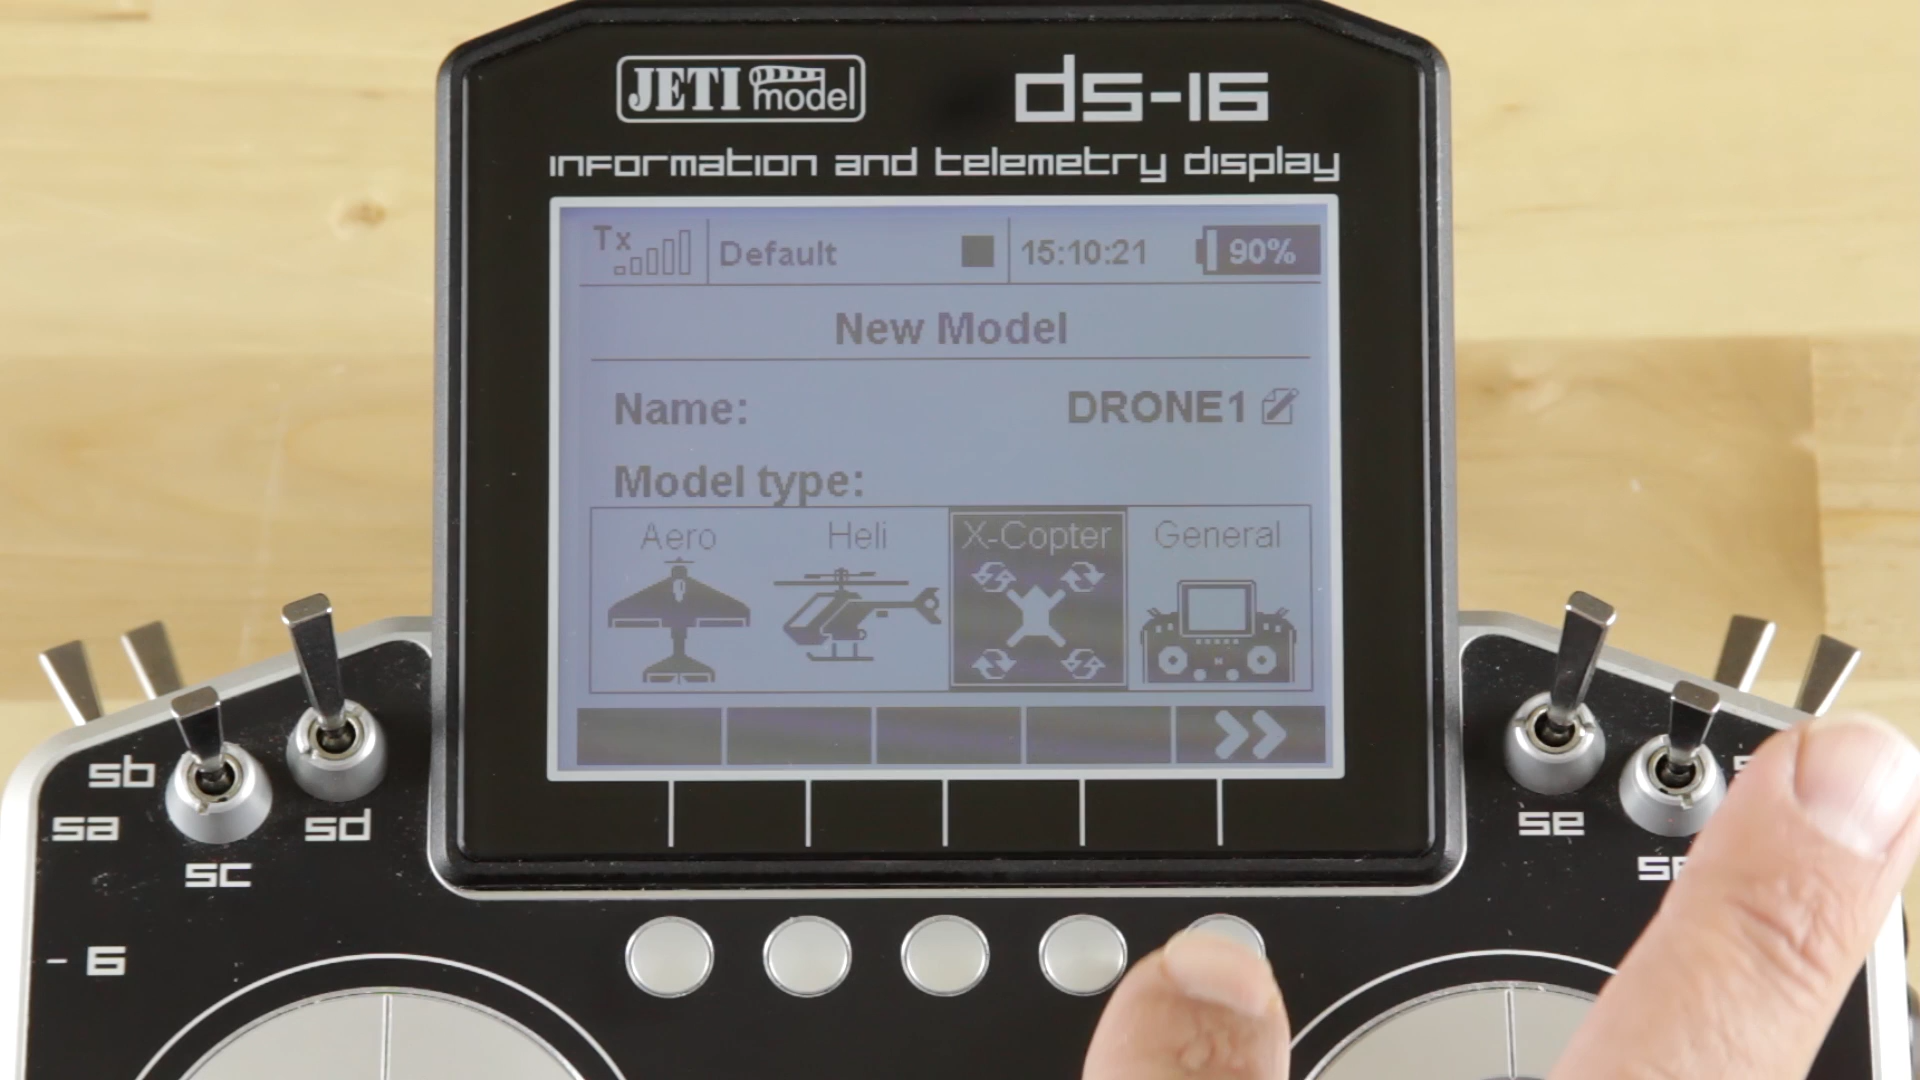 JETI model
DS-16
information and telemetry display
Tx Default 15:10:21 90%
New Model
Name: DRONE1
Model type:
Aero Heli X-Copter General
sb
sa
sc
sd
se
- 6